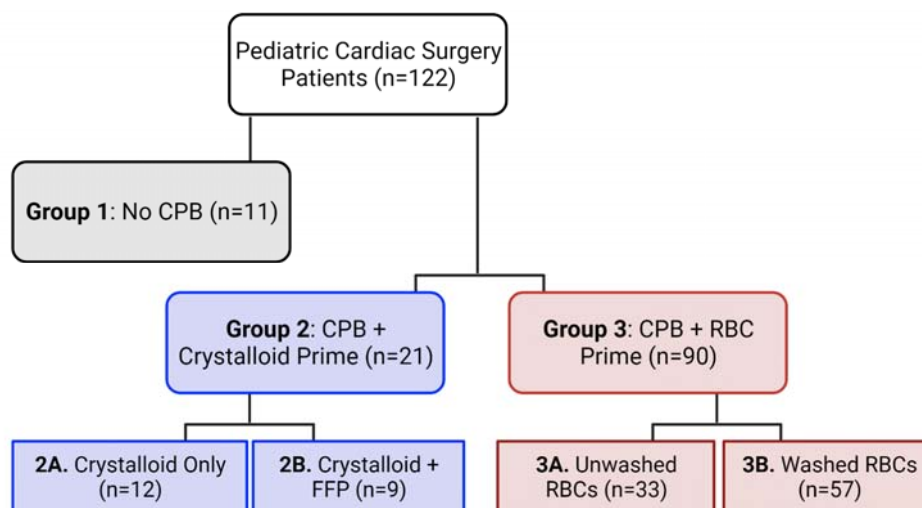 Pediatric Cardiac Surgery
Patients (n=122)
Group 1: No CPB (n=11)
Group 2: CPB +
Crystalloid Prime (n=21)
Group 3: CPB + RBC
Prime (n=90)
2A. Crystalloid Only
(n=12)
2B. Crystalloid +
FFP (n=9)
3A. Unwashed
RBCs (n=33)
3B. Washed RBCs
(n=57)